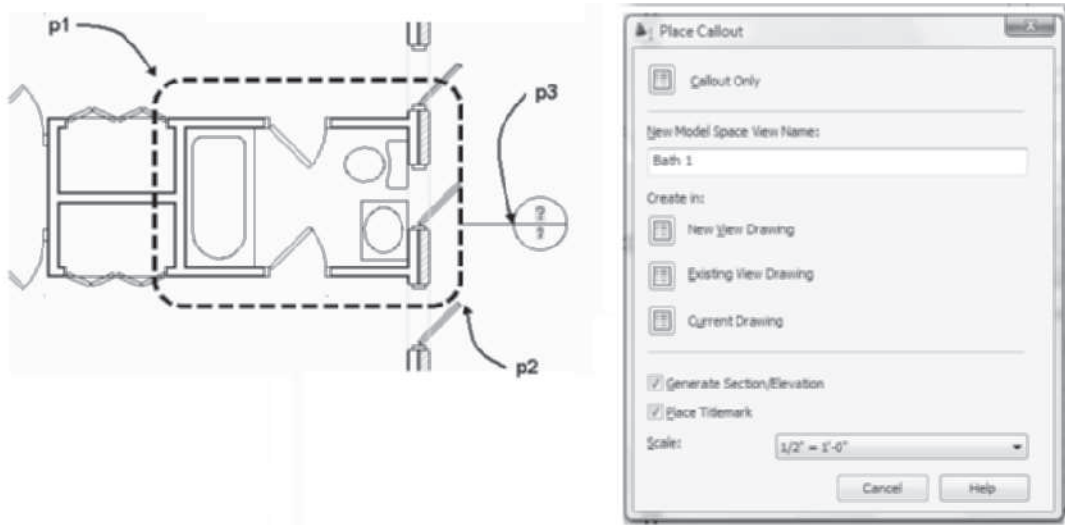 p1
p3
p2
Place Callout
Callout Only
New Model Space View Name:
Bath 1
Create in:
New View Drawing
Existing View Drawing
Current Drawing
Generate Section/Elevation
Place Titlemark
Scale:
1/2" = 1'-0"
Cancel
Help